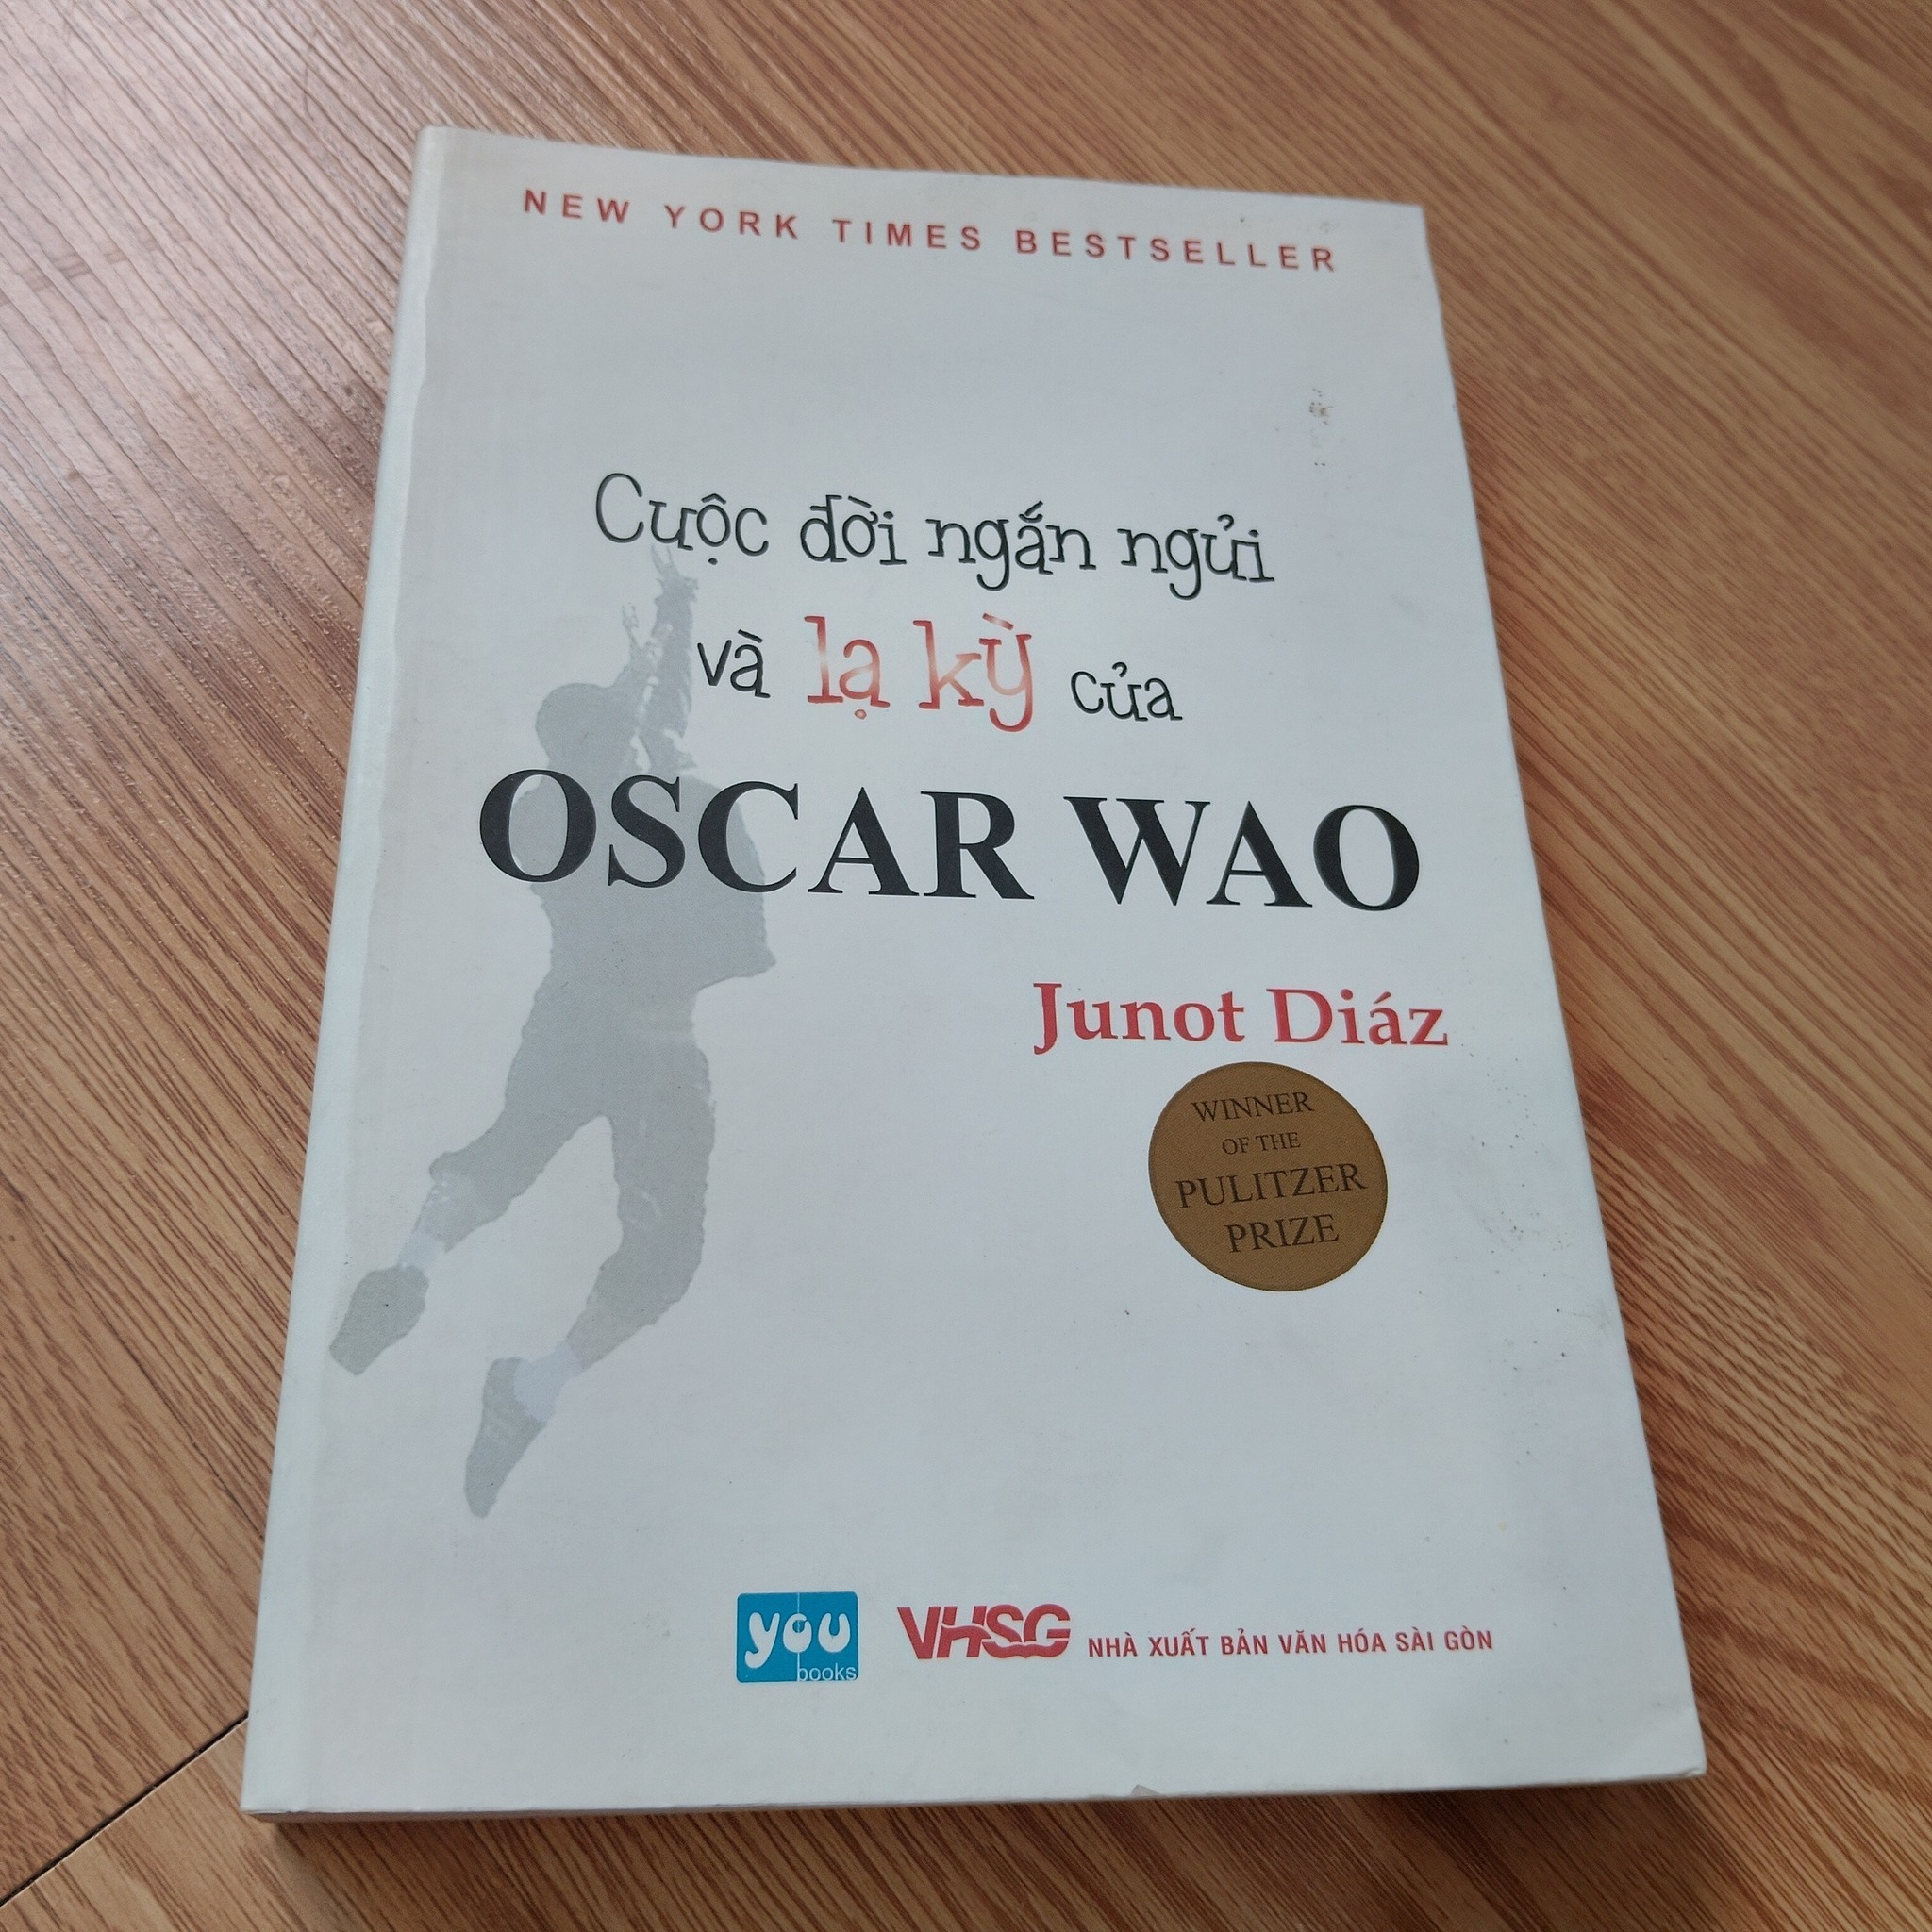 NEW YORK TIMES BESTSELLER
Cuộc đời ngắn ngủi
và lạ kỳ của
OSCAR WAO
Junot Diáz
WINNER
OF THE
PULITZER
PRIZE
you
books
VHSG NHÀ XUẤT BẢN VĂN HÓA SÀI GÒN